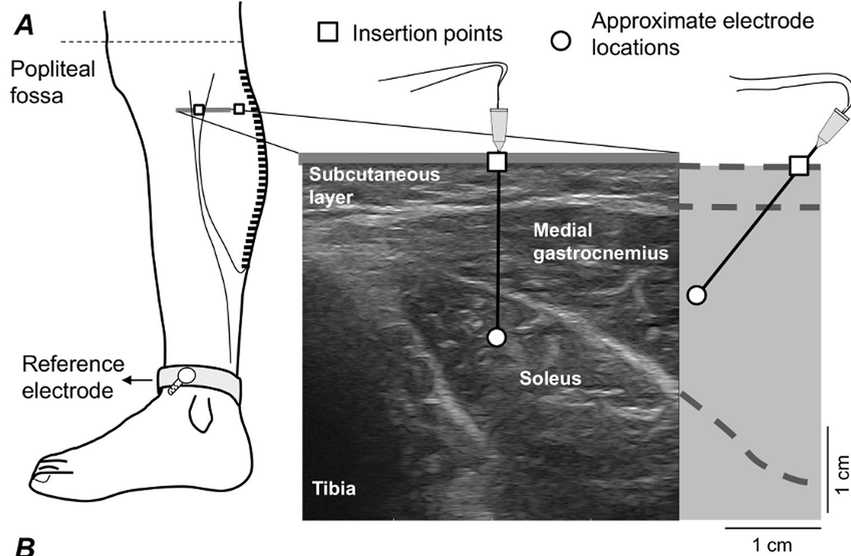 A
Insertion points
Approximate electrode
locations
Popliteal
fossa
Subcutaneous
layer
Medial
gastrocnemius
Reference
electrode
Soleus
Tibia
1 cm
1 cm
B